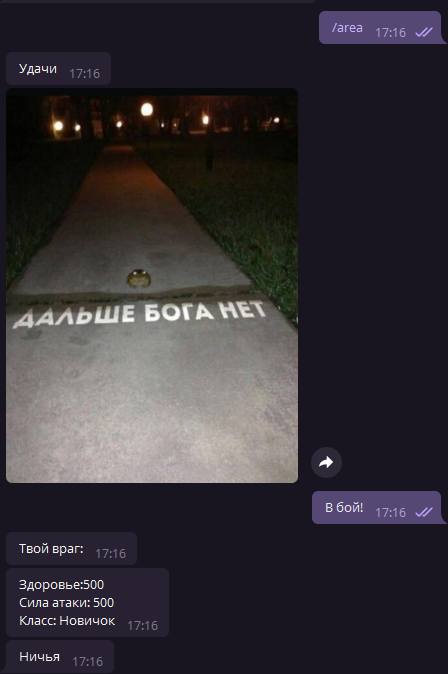 /area 17:16
Удачи 17:16
ДАЛЬШЕ БОГА НЕТ
В бой! 17:16
Твой враг: 17:16
Здоровье:500
Сила атаки: 500
Класс: Новичок 17:16
Ничья 17:16